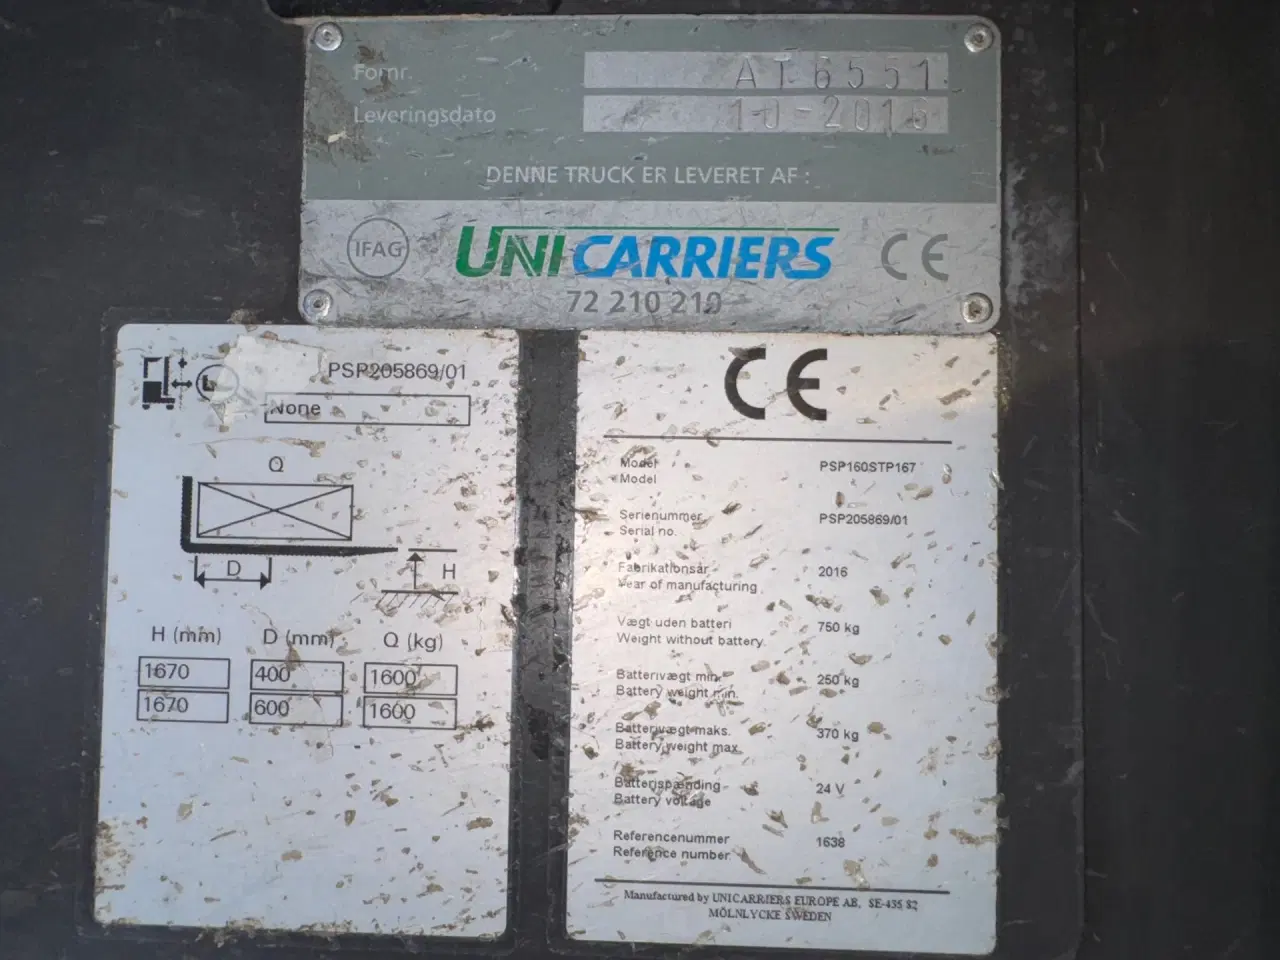 Fornr. AT 6551
Leveringsdato 10-2016
DENNE TRUCK ER LEVERET AF :
IFAG UNICARRIERS CE
72 210 210
L PSP205869/01
None
Q
D
H
H (mm) D (mm) Q (kg)
1670 400 1600
1670 600 1600
CE
Model PSP160STP167
Model
Serienummer PSP205869/01
Serial no.
Fabrikationsår 2016
Year of manufacturing
Vægt uden batteri 750 kg
Weight without battery.
Batterivægt min. 250 kg
Battery weight min.
Batterivægt maks. 370 kg
Battery weight max.
Batterispænding 24 V
Battery voltage
Referencenummer 1638
Reference number
Manufactured by UNICARRIERS EUROPE AB, SE-435 82
MÖLNLYCKE SWEDEN